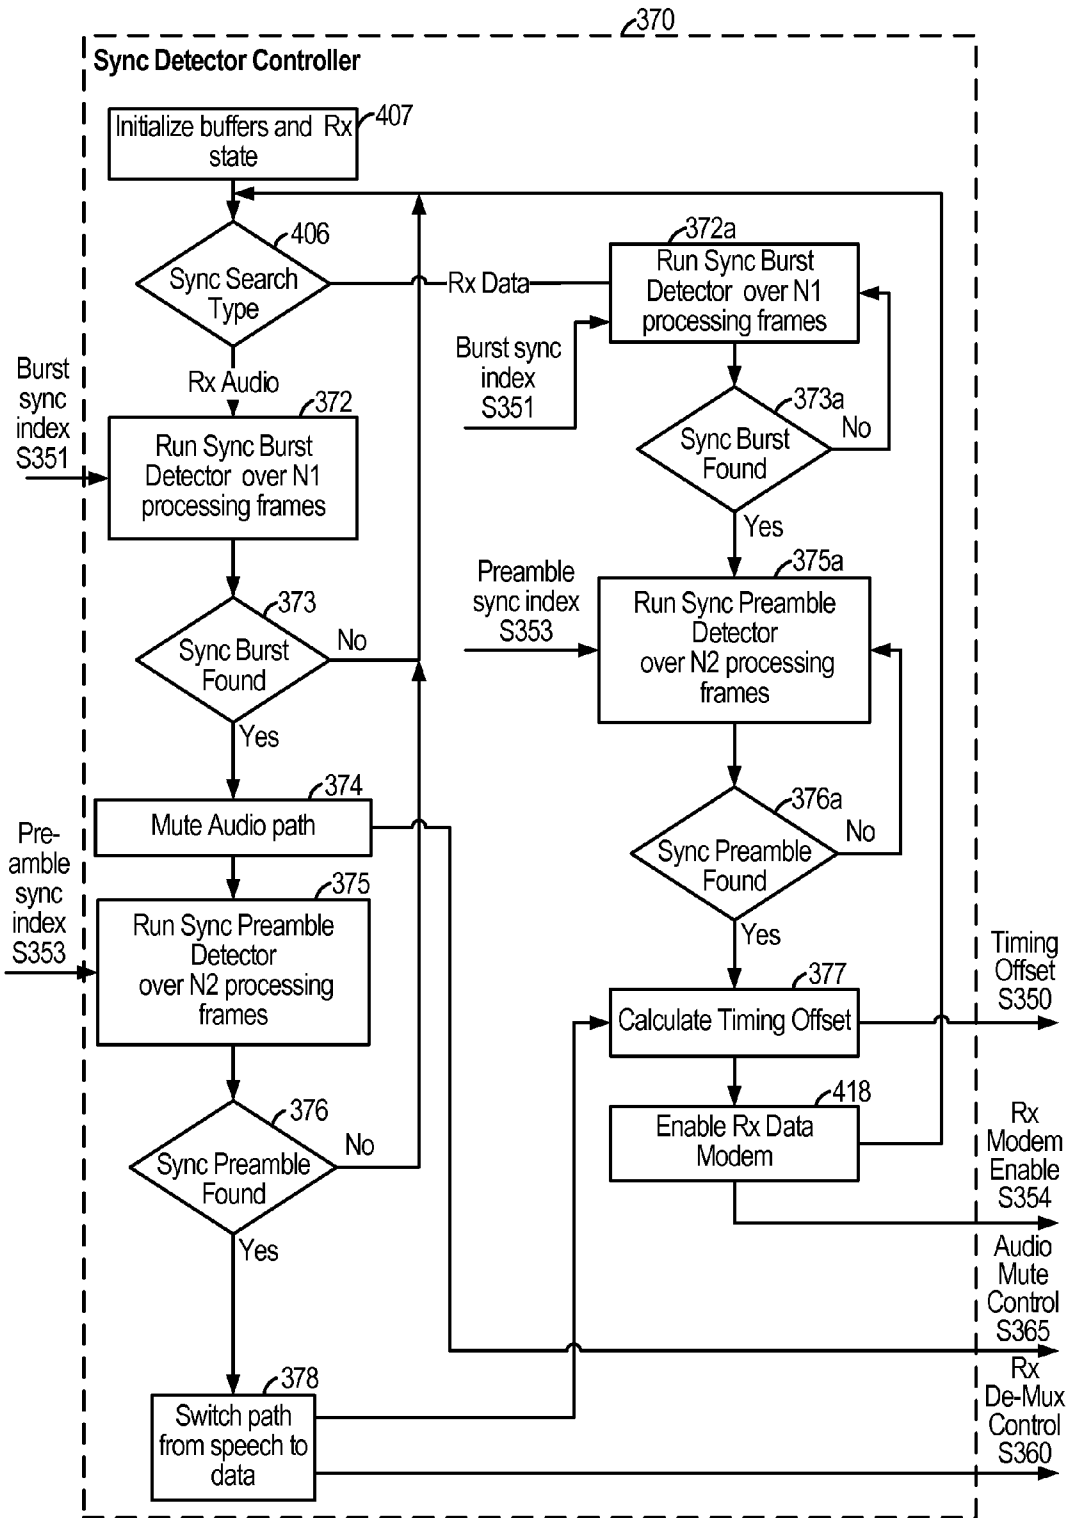 370
Sync Detector Controller
407
Initialize buffers and Rx
state
406
Sync Search
Type
Rx Data
Rx Audio
372a
Run Sync Burst
Detector over N1
processing frames
Burst sync
index
S351
373a
Sync Burst
Found
No
Yes
Burst
sync
index
S351
372
Run Sync Burst
Detector over N1
processing frames
373
Sync Burst
Found
No
Yes
Preamble
sync index
S353
375a
Run Sync Preamble
Detector
over N2 processing
frames
376a
Sync Preamble
Found
No
Yes
374
Mute Audio path
Pre-
amble
sync
index
S353
375
Run Sync Preamble
Detector
over N2 processing
frames
376
Sync Preamble
Found
No
Yes
377
Calculate Timing Offset
Timing
Offset
S350
418
Enable Rx Data
Modem
Rx
Modem
Enable
S354
Audio
Mute
Control
S365
378
Switch path
from speech to
data
Rx
De-Mux
Control
S360